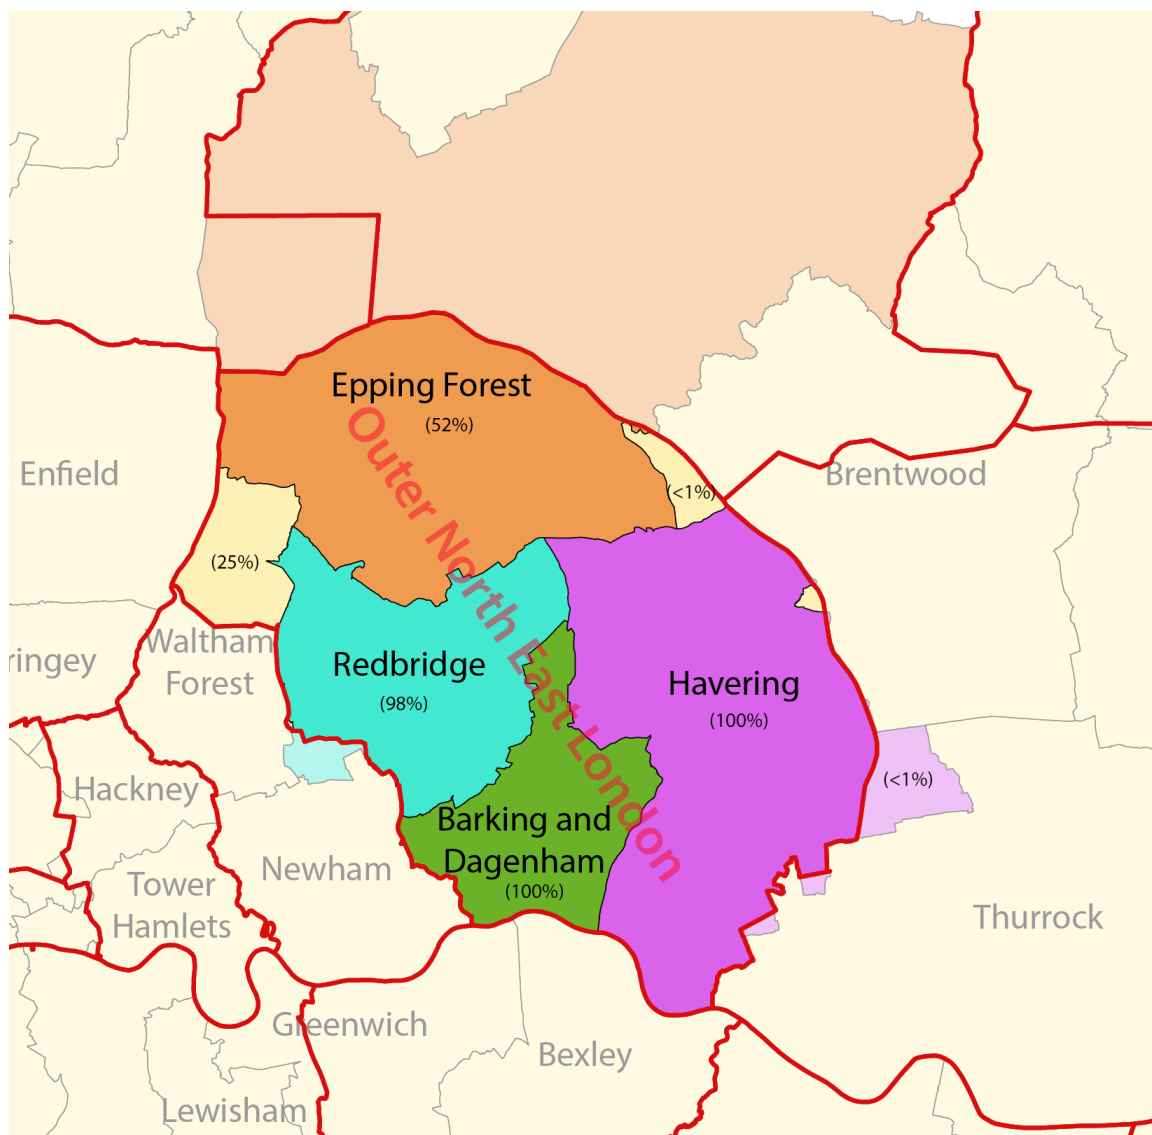 Epping Forest
(52%)
Outer North East London
Enfield
Brentwood
(<1%)
(25%)
Waltham
Forest
ringey
Redbridge
(98%)
Havering
(100%)
Hackney
(<1%)
Barking and
Dagenham
(100%)
Newham
Tower
Hamlets
Thurrock
Greenwich
Bexley
Lewisham